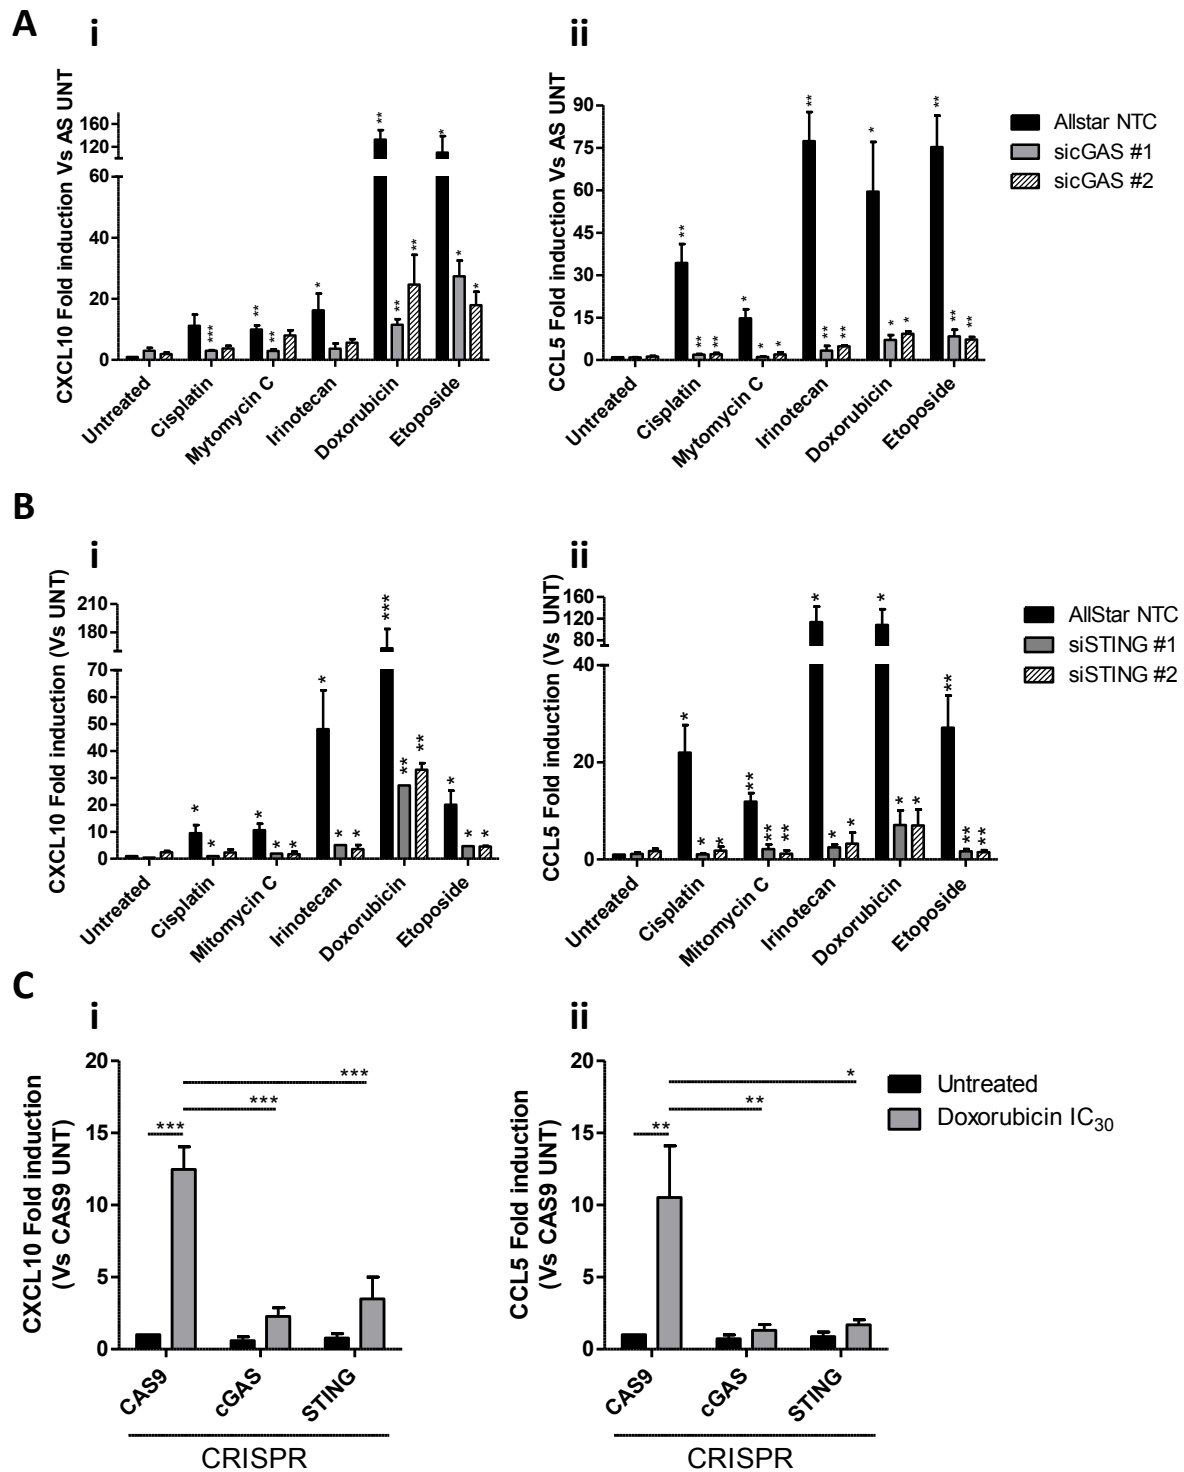 A
i
ii
CXCL10 Fold induction Vs AS UNT
160
120
60
40
20
0
** * *** ** ** * ** ** ** * * *
Untreated
Cisplatin
Mytomycin C
Irinotecan
Doxorubicin
Etoposide
CCL5 Fold induction Vs AS UNT
90
75
60
45
30
15
0
** ** ** * * * ** ** ** * * * ** ** **
Untreated
Cisplatin
Mytomycin C
Irinotecan
Doxorubicin
Etoposide
Allstar NTC
sicGAS #1
sicGAS #2
B
i
ii
CXCL10 Fold induction (Vs UNT)
210
180
70
60
50
40
30
20
10
0
* * * * * * * * *** ** ** * * *
Untreated
Cisplatin
Mitomycin C
Irinotecan
Doxorubicin
Etoposide
CCL5 Fold induction (Vs UNT)
160
120
80
40
20
0
* * * ** ** ** * * * * * * ** ** **
Untreated
Cisplatin
Mitomycin C
Irinotecan
Doxorubicin
Etoposide
AllStar NTC
siSTING #1
siSTING #2
C
i
ii
CXCL10 Fold induction
(Vs CAS9 UNT)
20
15
10
5
0
***
***
***
CAS9
cGAS
STING
CRISPR
CCL5 Fold induction
(Vs CAS9 UNT)
20
15
10
5
0
*
**
**
CAS9
cGAS
STING
CRISPR
Untreated
Doxorubicin IC30